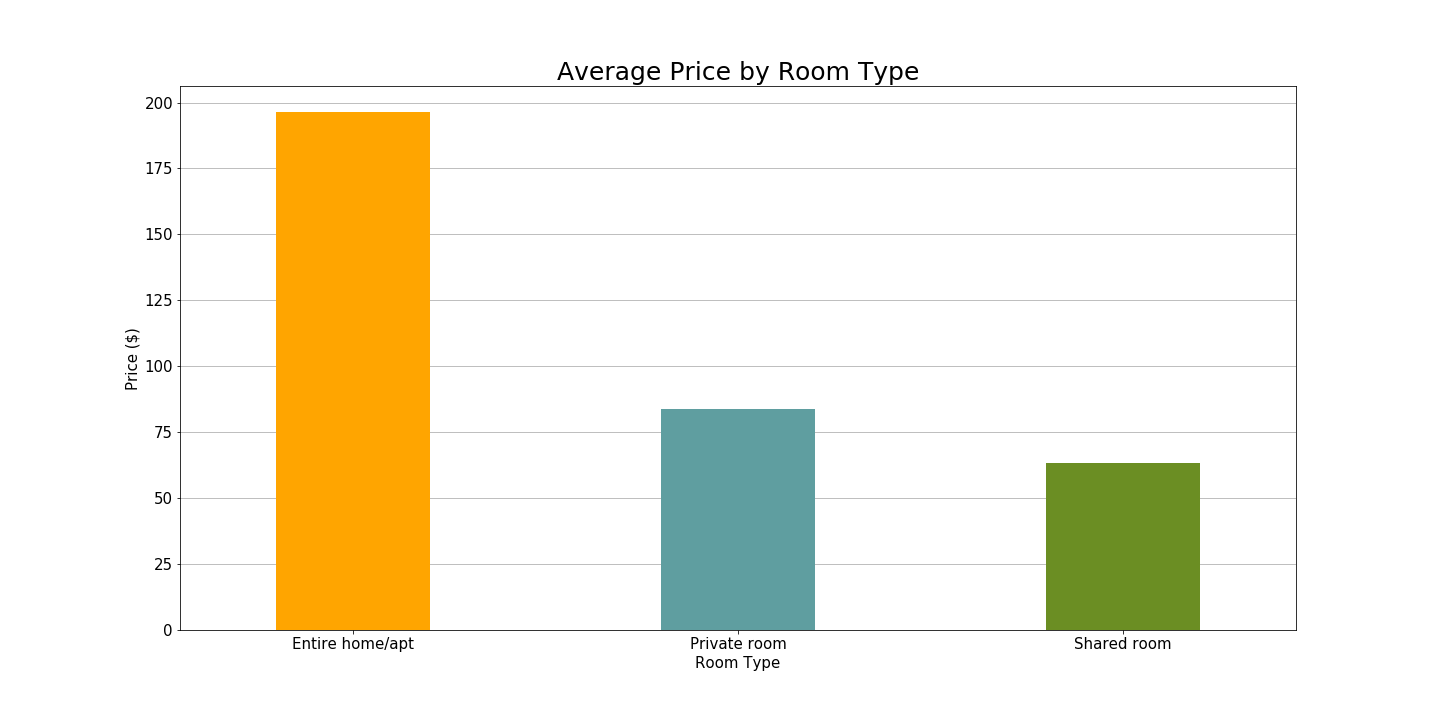 Average Price by Room Type
200
175
150
125
100
75
50
25
0
Price ($)
Entire home/apt
Private room
Shared room
Room Type